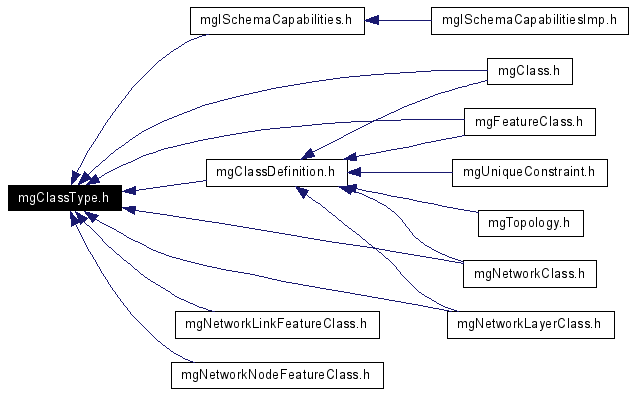 mgISchemaCapabilities.h
mgISchemaCapabilitiesImp.h
mgClass.h
mgFeatureClass.h
mgClassDefinition.h
mgUniqueConstraint.h
mgClassType.h
mgTopology.h
mgNetworkClass.h
mgNetworkLinkFeatureClass.h
mgNetworkLayerClass.h
mgNetworkNodeFeatureClass.h